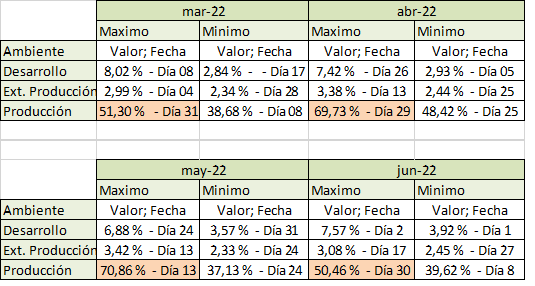 mar-22 abr-22
Maximo Minimo Maximo Minimo
Ambiente Valor; Fecha Valor; Fecha Valor; Fecha Valor; Fecha
Desarrollo 8,02 % - Día 08 2,84 % - - Día 17 7,42 % - Día 26 2,93 % - Día 05
Ext. Producción 2,99 % - Día 04 2,34 % - Día 28 3,38 % - Día 13 2,44 % - Día 25
Producción 51,30 % - Día 31 38,68 % - Día 08 69,73 % - Día 29 48,42 % - Día 25
may-22 jun-22
Maximo Minimo Maximo Minimo
Ambiente Valor; Fecha Valor; Fecha Valor; Fecha Valor; Fecha
Desarrollo 6,88 % - Día 24 3,57 % - Día 31 7,57 % - Día 2 3,92 % - Día 1
Ext. Producción 3,42 % - Día 13 2,33 % - Día 24 3,08 % - Día 17 2,45 % - Día 27
Producción 70,86 % - Día 13 37,13 % - Día 24 50,46 % - Día 30 39,62 % - Día 8